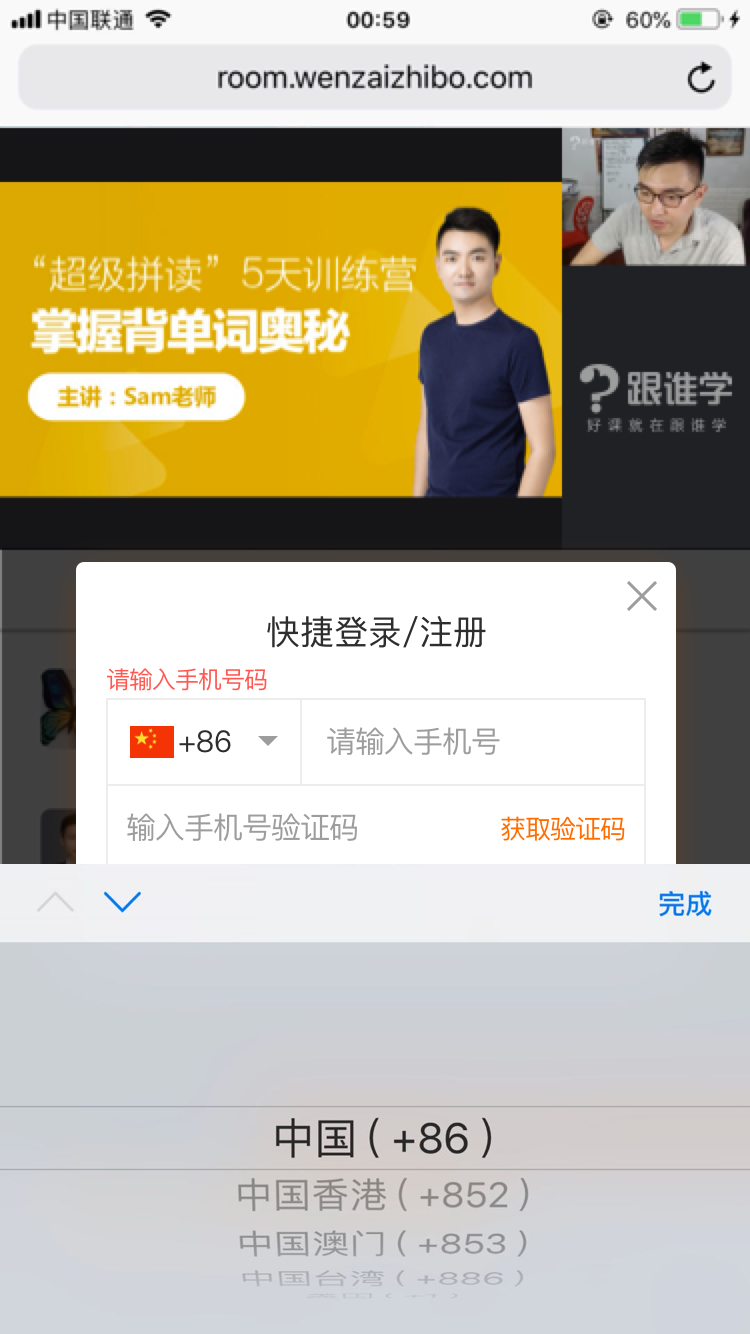 中国联通 00:59 60%
room.wenzaizhibo.com
“超级拼读”5天训练营
掌握背单词奥秘
主讲：Sam老师
跟谁学
好课就在跟谁学
快捷登录/注册
请输入手机号码
+86 请输入手机号
输入手机号验证码 获取验证码
完成
中国（+86）
中国香港（+852）
中国澳门（+853）
中国台湾（+886）